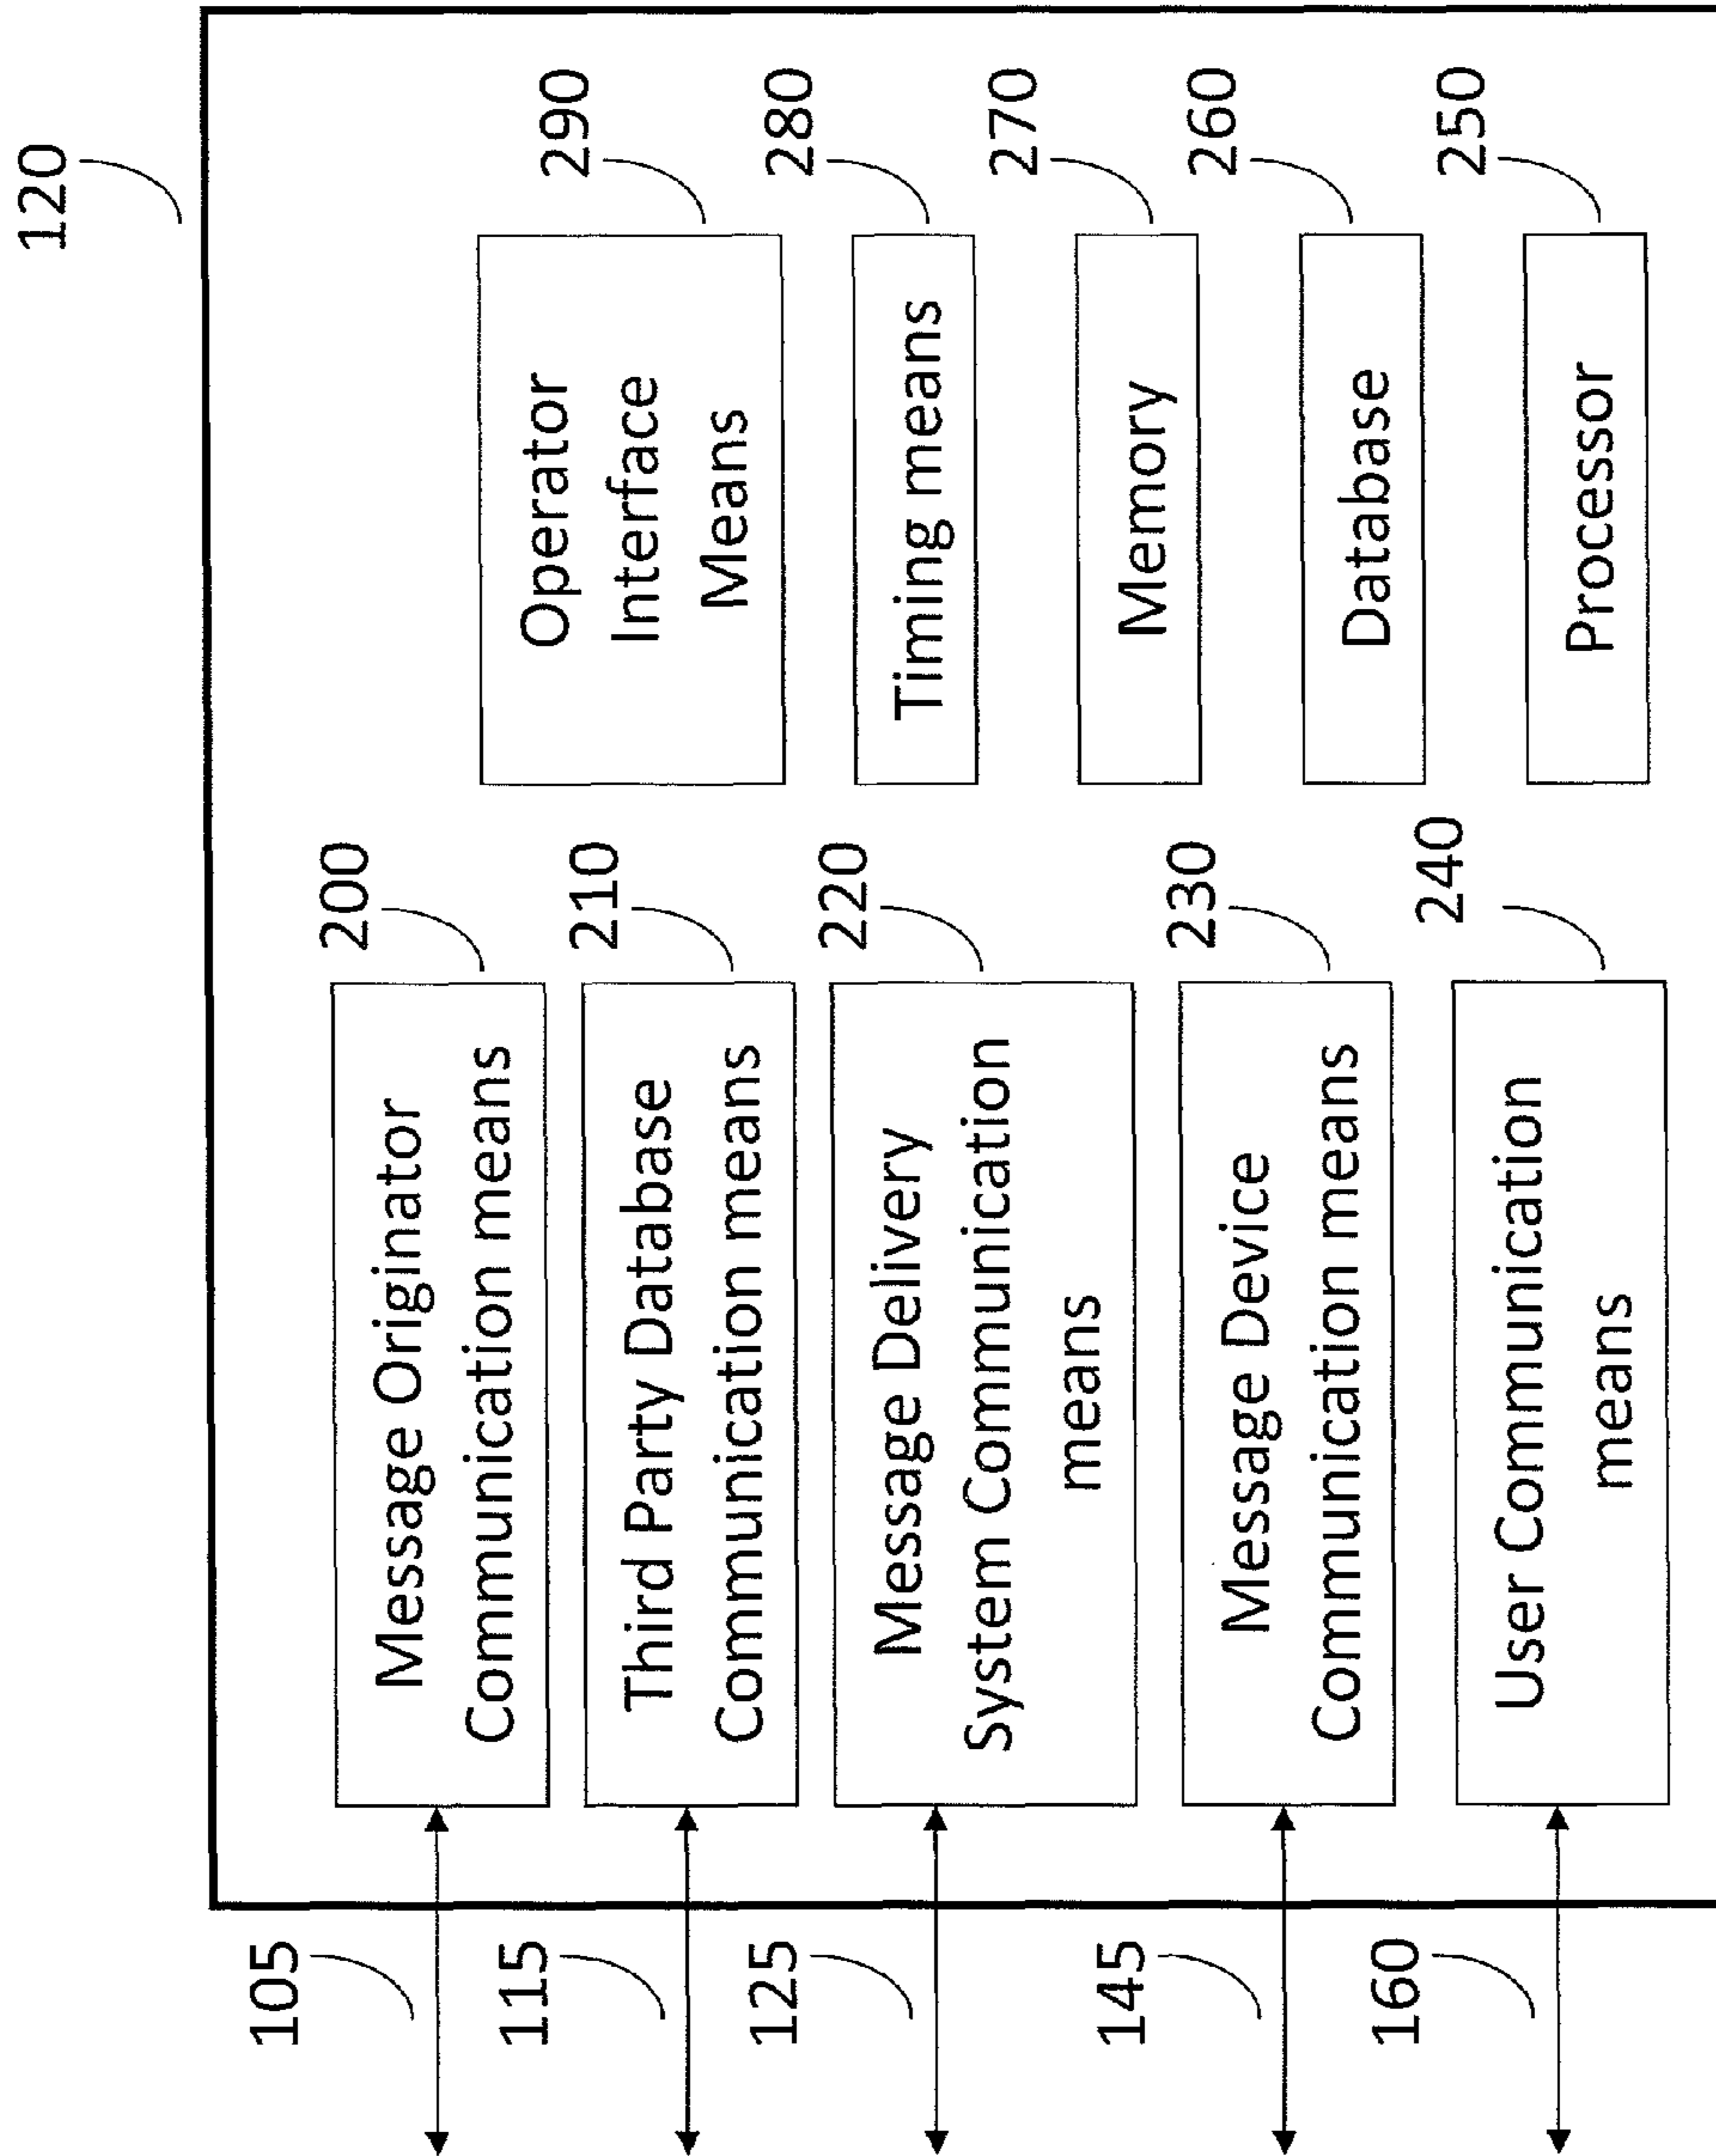 120
105
Message Originator
Communication means
200
115
Third Party Database
Communication means
210
125
Message Delivery
System Communication
means
220
145
Message Device
Communication means
230
160
User Communication
means
240
Operator
Interface
Means
290
Timing means
280
Memory
270
Database
260
Processor
250